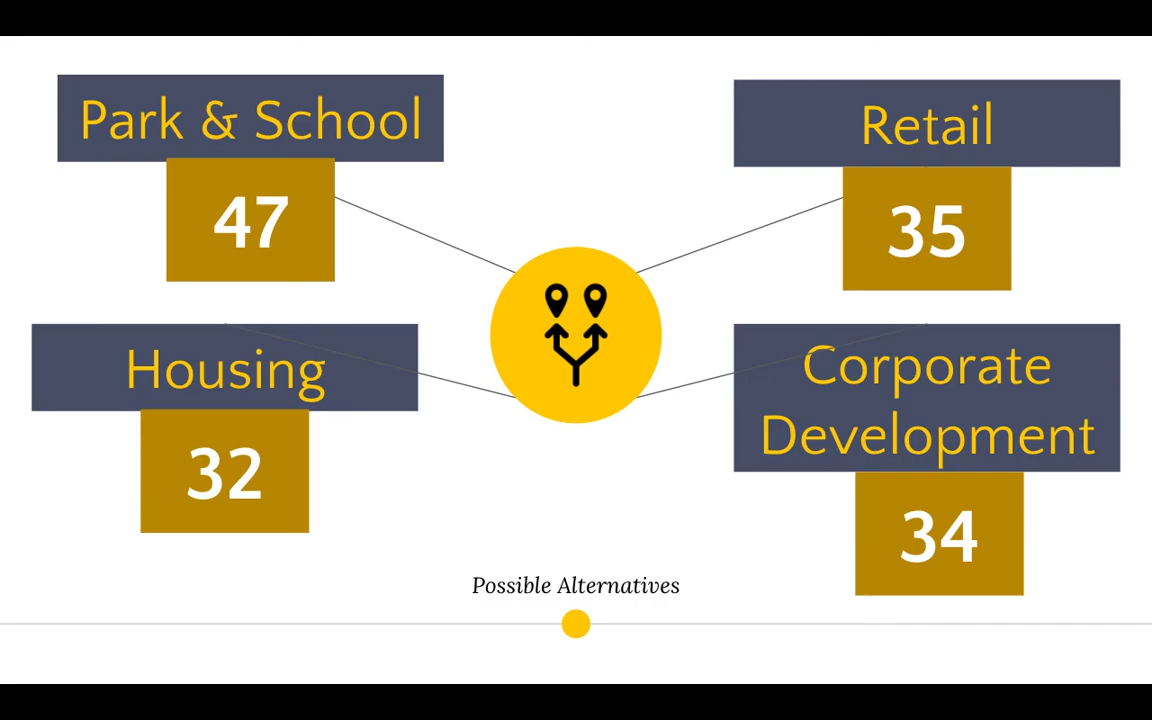 Park & School
47
Retail
35
Housing
32
Corporate
Development
34
Possible Alternatives